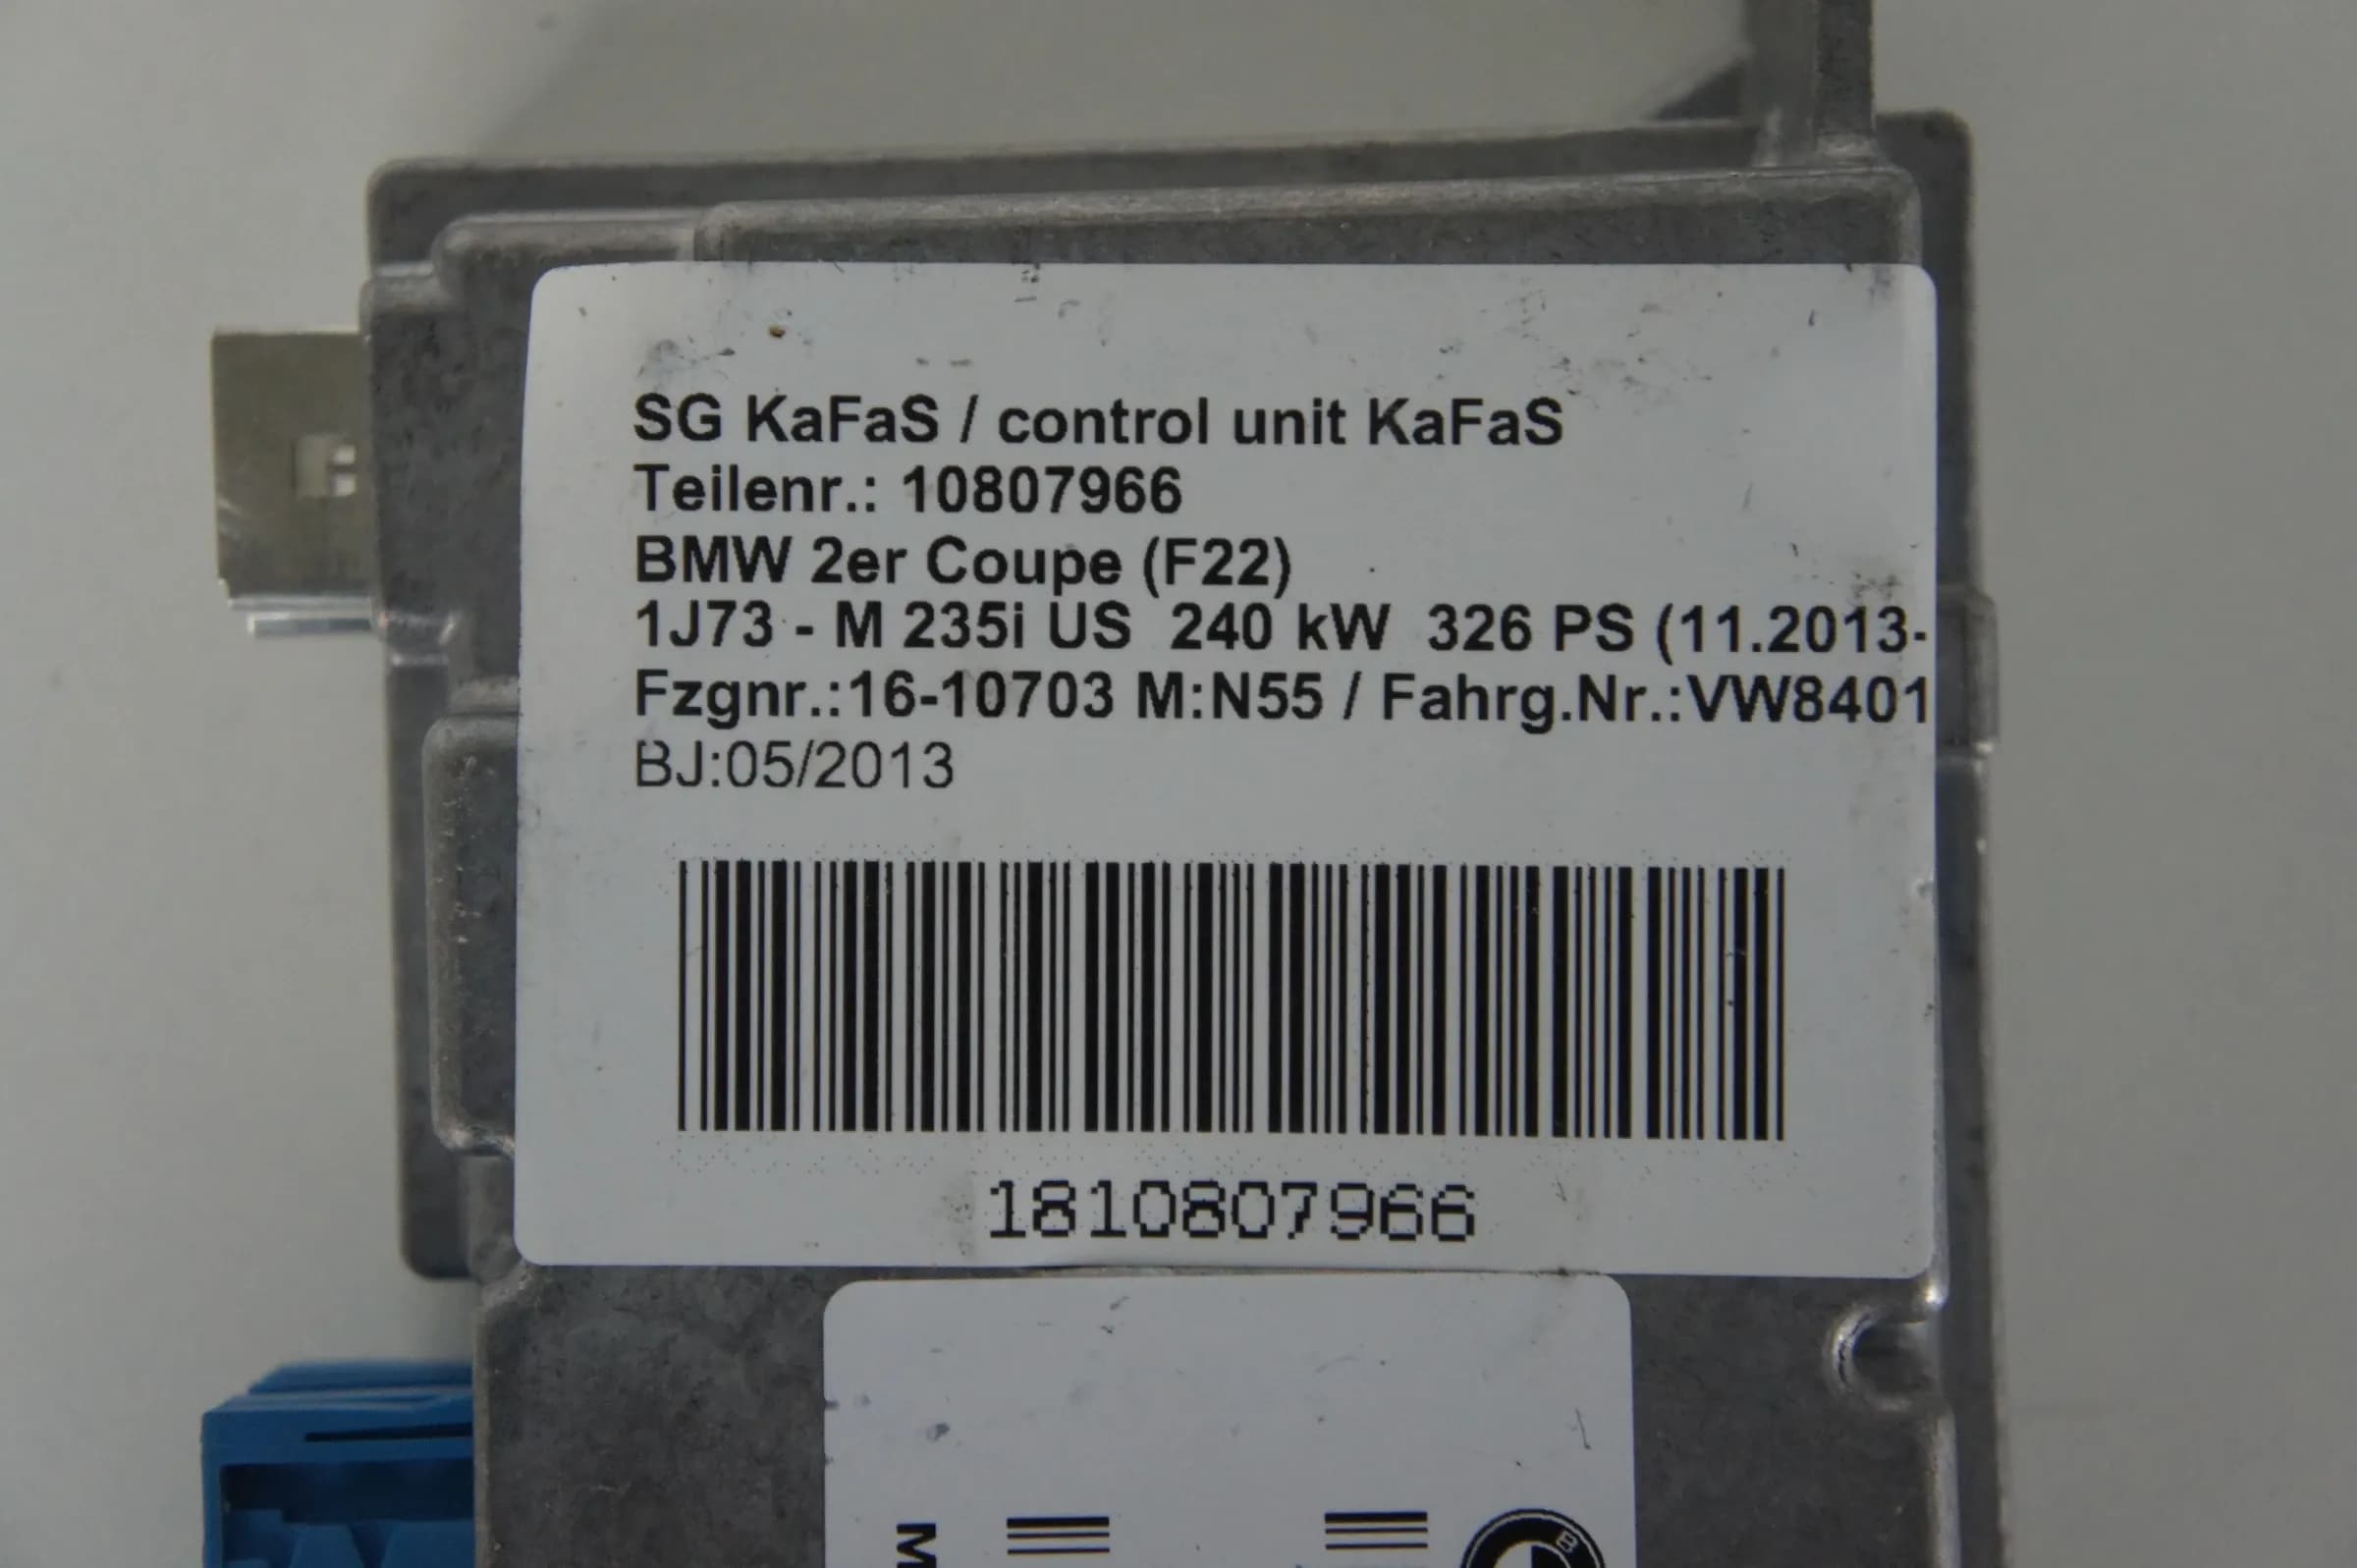 SG KaFaS / control unit KaFaS
Teilenr.: 10807966
BMW 2er Coupe (F22)
1J73 - M 235i US 240 kW 326 PS (11.2013-
Fzgnr.:16-10703 M:N55 / Fahrg.Nr.:VW8401
BJ:05/2013
1810807966
M
B